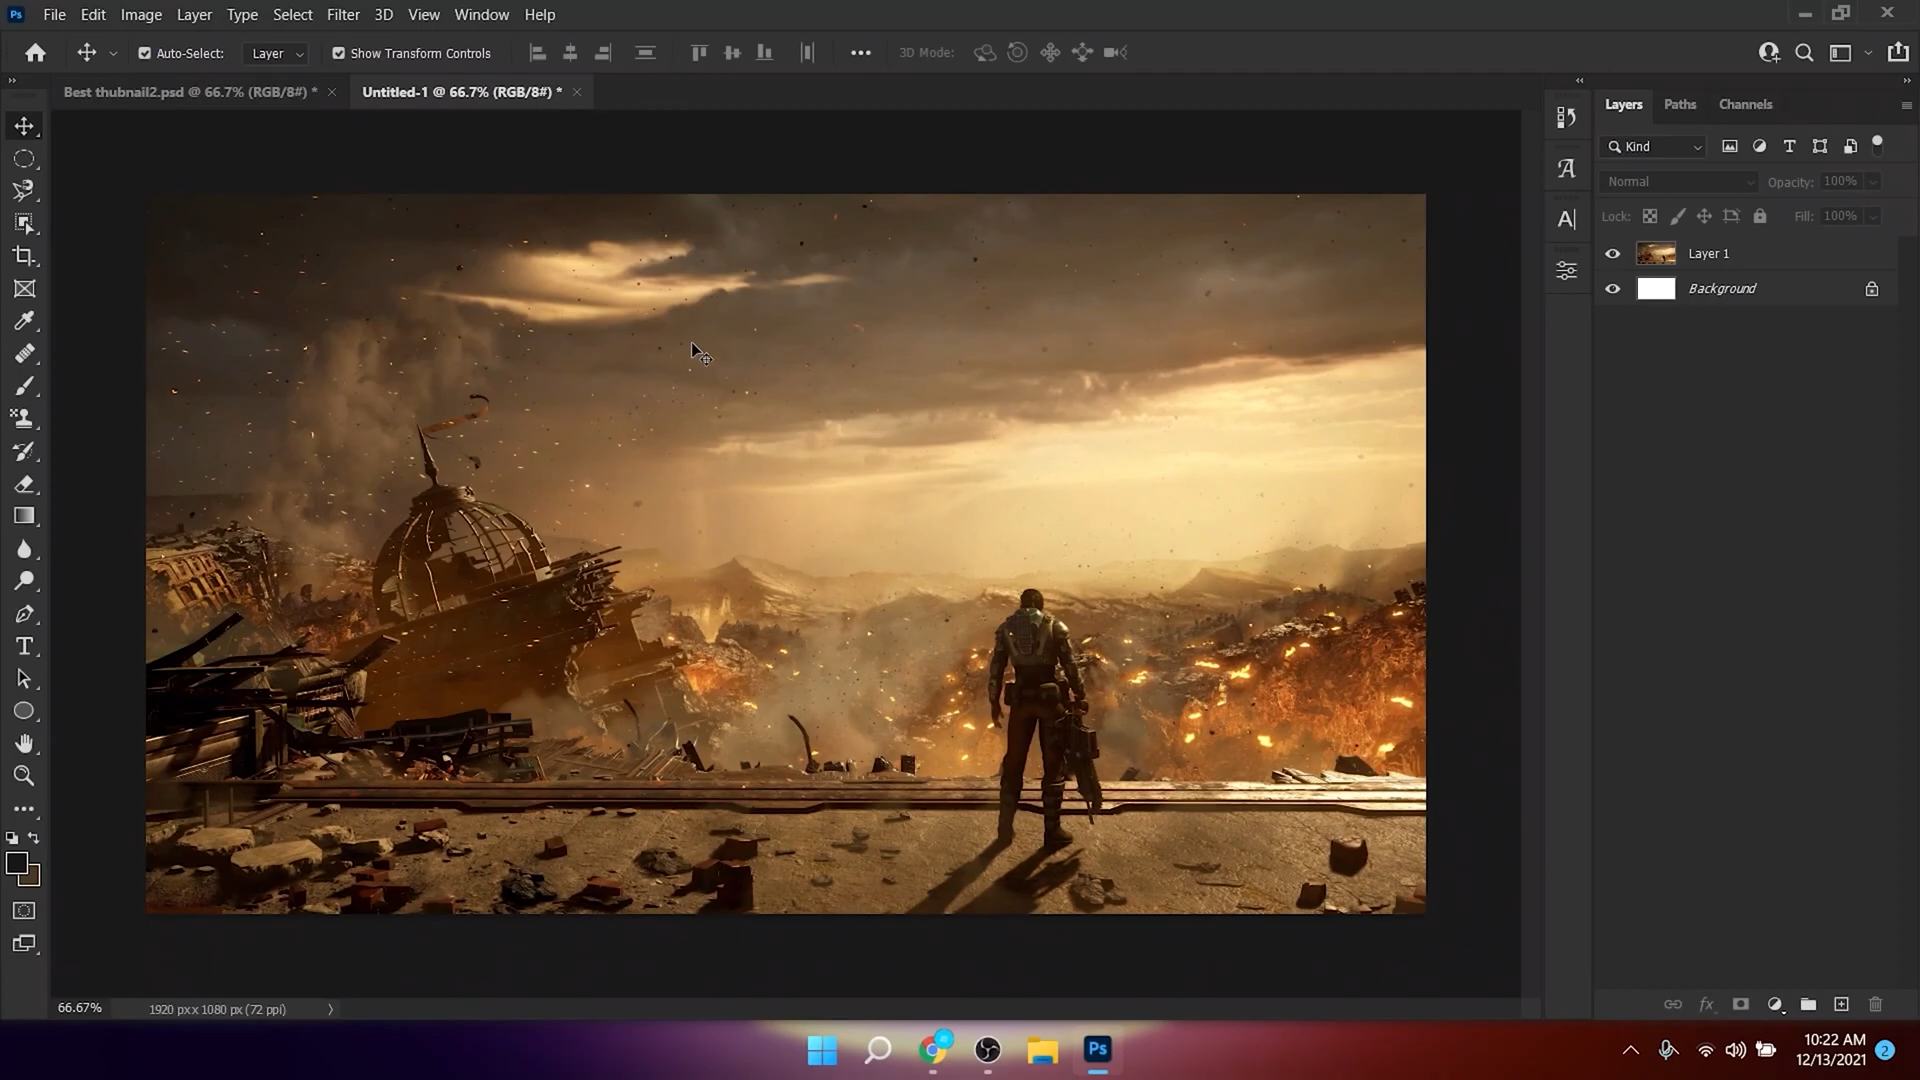 Ps File Edit Image Layer Type Select Filter 3D View Window Help
Auto-Select: Layer Show Transform Controls 3D Mode:
Best thubnail2.psd @ 66.7% (RGB/8#) * Untitled-1 @ 66.7% (RGB/8#) *
Layers Paths Channels
Kind
Normal Opacity: 100%
Lock: Fill: 100%
Layer 1
Background
66.67% 1920 px x 1080 px (72 ppi)
Ps
10:22 AM
12/13/2021 2